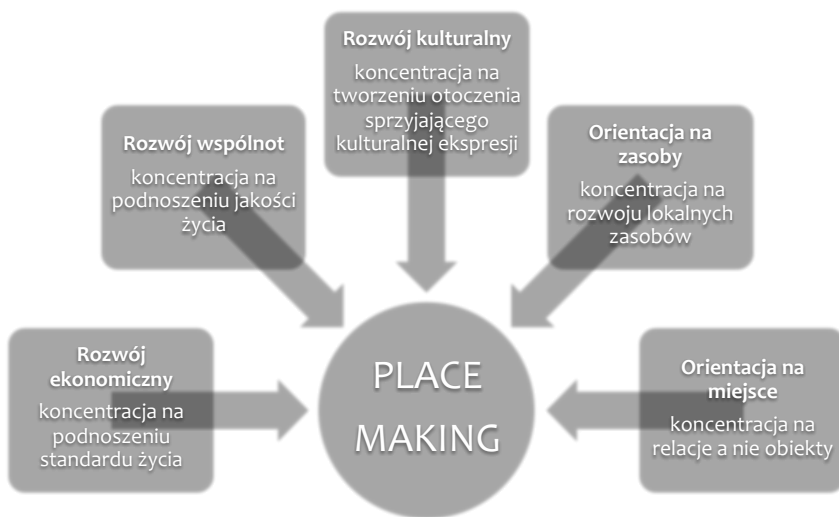 Rozwój kulturalny
koncentracja na
tworzeniu otoczenia
sprzyjającego
kulturalnej ekspresji
Rozwój wspólnot
koncentracja na
podnoszeniu jakości
życia
Orientacja na
zasoby
koncentracja na
rozwoju lokalnych
zasobów
Rozwój
ekonomiczny
koncentracja na
podnoszeniu
standardu życia
PLACE
MAKING
Orientacja na
miejsce
koncentracja na
relacje a nie obiekty